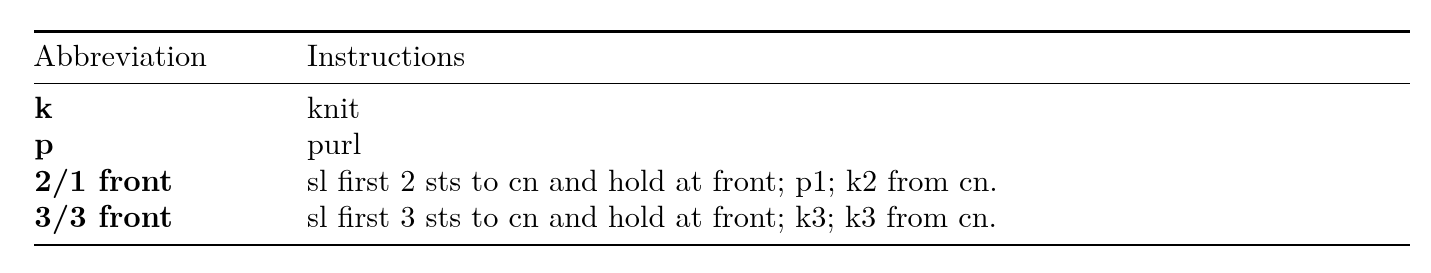 Abbreviation Instructions
k knit
p purl
2/1 front sl first 2 sts to cn and hold at front; p1; k2 from cn.
3/3 front sl first 3 sts to cn and hold at front; k3; k3 from cn.